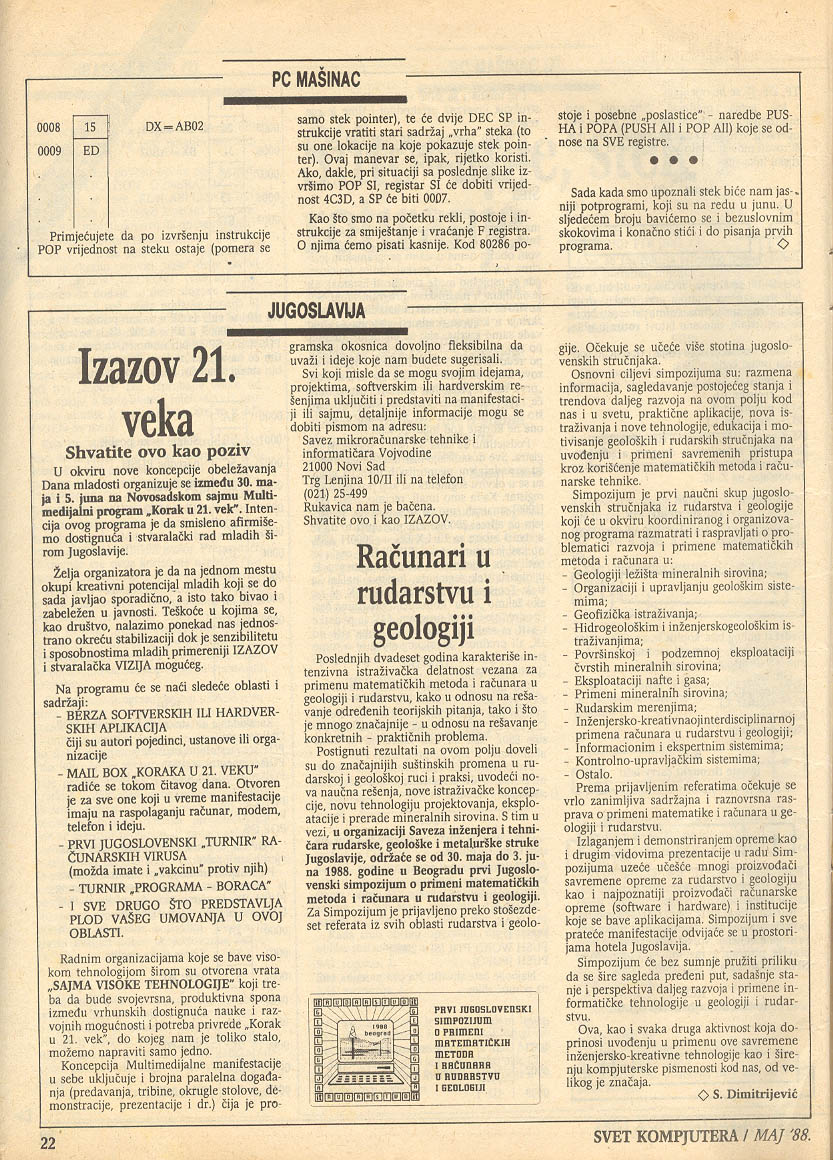 PC MAŠINAC
0008 15 DX=AB02
0009 ED
. .
. .
Primjećujete da po izvršenju instrukcije
POP vrijednost na steku ostaje (pomera se
samo stek pointer), te će dvije DEC SP in-
strukcije vratiti stari sadržaj „vrha" steka (to
su one lokacije na koje pokazuje stek poin-
ter). Ovaj manevar se, ipak, rijetko koristi.
Ako, dakle, pri situaciji sa poslednje slike iz-
vršimo POP SI, registar SI će dobiti vrijed-
nost 4C3D, a SP će biti 0007.
Kao što smo na početku rekli, postoje i in-
strukcije za smiještanje i vraćanje F registra.
O njima ćemo pisati kasnije. Kod 80286 po-
stoje i posebne „poslastice" - naredbe PUS-
HA i POPA (PUSH All i POP All) koje se od-
nose na SVE registre.
● ● ●
Sada kada smo upoznali stek biće nam jas-
niji potprogrami, koji su na redu u junu. U
sljedećem broju bavićemo se i bezuslovnim
skokovima i konačno stići i do pisanja prvih
programa. ◇
JUGOSLAVIJA
Izazov 21.
veka
Shvatite ovo kao poziv
U okviru nove koncepcije obeležavanja
Dana mladosti organizuje se između 30. ma-
ja i 5. juna na Novosadskom sajmu Multi-
medijalni program „Korak u 21. vek". Inten-
cija ovog programa je da smisleno afirmiše-
mo dostignuća i stvaralački rad mladih ši-
rom Jugoslavije.
Želja organizatora je da na jednom mestu
okupi kreativni potencijal mladih koji se do
sada javljao sporadično, a isto tako bivao i
zabeležen u javnosti. Teškoće u kojima se,
kao društvo, nalazimo ponekad nas jednos-
trano okreću stabilizaciji dok je senzibilitetu
i sposobnostima mladih primereniji IZAZOV
i stvaralačka VIZIJA mogućeg.
Na programu će se naći sledeće oblasti i
sadržaji:
- BERZA SOFTVERSKIH ILI HARDVER-
SKIH APLIKACIJA
čiji su autori pojedinci, ustanove ili orga-
nizacije
- MAIL BOX „KORAKA U 21. VEKU"
radiće se tokom čitavog dana. Otvoren
je za sve one koji u vreme manifestacije
imaju na raspolaganju računar, modem,
telefon i ideju.
- PRVI JUGOSLOVENSKI „TURNIR" RA-
ČUNARSKIH VIRUSA
(možda imate i „vakcinu" protiv njih)
- TURNIR „PROGRAMA - BORACA"
- I SVE DRUGO ŠTO PREDSTAVLJA
PLOD VAŠEG UMOVANJA U OVOJ
OBLASTI.
Radnim organizacijama koje se bave viso-
kom tehnologijom širom su otvorena vrata
„SAJMA VISOKE TEHNOLOGIJE" koji tre-
ba da bude svojevrsna, produktivna spona
između vrhunskih dostignuća nauke i raz-
vojnih mogućnosti i potreba privrede „Korak
u 21. vek", do kojeg nam je toliko stalo,
možemo napraviti samo jedno.
Koncepcija Multimedijalne manifestacije
u sebe uključuje i brojna paralelna događa-
nja (predavanja, tribine, okrugle stolove, de-
monstracije, prezentacije i dr.) čija je pro-
gramska okosnica dovoljno fleksibilna da
uvaži i ideje koje nam budete sugerisali.
Svi koji misle da se mogu svojim idejama,
projektima, softverskim ili hardverskim re-
šenjima uključiti i predstaviti na manifestaci-
ji ili sajmu, detaljnije informacije mogu se
dobiti pismom na adresu:
Savez mikroračunarske tehnike i
informatičara Vojvodine
21000 Novi Sad
Trg Lenjina 10/II ili na telefon
(021) 25-499
Rukavica nam je bačena.
Shvatite ovo i kao IZAZOV.
Računari u
rudarstvu i
geologiji
Poslednjih dvadeset godina karakteriše in-
tenzivna istraživačka delatnost vezana za
primenu matematičkih metoda i računara u
geologiji i rudarstvu, kako u odnosu na reša-
vanje određenih teorijskih pitanja, tako i što
je mnogo značajnije - u odnosu na rešavanje
konkretnih - praktičnih problema.
Postignuti rezultati na ovom polju doveli
su do značajnijih suštinskih promena u ru-
darskoj i geološkoj ruci i praksi, uvodeći no-
va naučna rešenja, nove istraživačke koncep-
cije, novu tehnologiju projektovanja, eksplo-
atacije i prerade mineralnih sirovina. S tim u
vezi, u organizaciji Saveza inženjera i tehni-
čara rudarske, geološke i metalurške struke
Jugoslavije, održaće se od 30. maja do 3. ju-
na 1988. godine u Beogradu prvi Jugoslo-
venski simpozijum o primeni matematičkih
metoda i računara u rudarstvu i geologiji.
Za Simpozijum je prijavljeno preko stošezde-
set referata iz svih oblasti rudarstva i geolo-
gije. Očekuje se učeće više stotina jugoslo-
venskih stručnjaka.
Osnovni ciljevi simpozijuma su: razmena
informacija, sagledavanje postojećeg stanja i
trendova daljeg razvoja na ovom polju kod
nas i u svetu, praktične aplikacije, nova is-
traživanja i nove tehnologije, edukacija i mo-
tivisanje geoloških i rudarskih stručnjaka na
uvođenju i primeni savremenih pristupa
kroz korišćenje matematičkih metoda i raču-
narske tehnike.
Simpozijum je prvi naučni skup jugoslo-
venskih stručnjaka iz rudarstva i geologije
koji će u okviru koordiniranog i organizova-
nog programa razmatrati i raspravljati o pro-
blematici razvoja i primene matematičkih
metoda i računara u:
- Geologiji ležišta mineralnih sirovina;
- Organizaciji i upravljanju geološkim siste-
mima;
- Geofizička istraživanja;
- Hidrogeološkim i inženjerskogeološkim is-
traživanjima;
- Površinskoj i podzemnoj eksploataciji
čvrstih mineralnih sirovina;
- Eksploataciji nafte i gasa;
- Primeni mineralnih sirovina;
- Rudarskim merenjima;
- Inženjersko-kreativnaojinterdisciplinarnoj
primena računara u rudarstvu i geologiji;
- Informacionim i ekspertnim sistemima;
- Kontrolno-upravljačkim sistemima;
- Ostalo.
Prema prijavljenim referatima očekuje se
vrlo zanimljiva sadržajna i raznovrsna ras-
prava o primeni matematike i računara u ge-
ologiji i rudarstvu.
Izlaganjem i demonstriranjem opreme kao
i drugim vidovima prezentacije u radu Sim-
pozijuma uzeće učešće mnogi proizvođači
savremene opreme za rudarstvo i geologiju
kao i najpoznatiji proizvođači računarske
opreme (software i hardware) i institucije
koje se bave aplikacijama. Simpozijum i sve
prateće manifestacije odvijaće se u prostori-
jama hotela Jugoslavija.
Simpozijum će bez sumnje pružiti priliku
da se šire sagleda pređeni put, sadašnje sta-
nje i perspektiva daljeg razvoja i primene in-
formatičke tehnologije u geologiji i rudar-
stvu.
Ova, kao i svaka druga aktivnost koja do-
prinosi uvođenju u primenu ove savremene
inženjersko-kreativne tehnologije kao i šire-
nju kompjuterske pismenosti kod nas, od ve-
likog je značaja.
◇ S. Dimitrijević
RUDARSTVO
GEOLOGIJA
1988
beograd
PRVI JUGOSLOVENSKI
SIMPOZIJUM
O PRIMENI
MATEMATIČKIH
METODA
I RAČUNARA
U RUDARSTVU
I GEOLOGIJI
22
SVET KOMPJUTERA / MAJ '88.